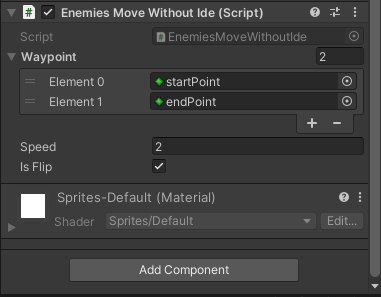 Enemies Move Without Ide (Script)
Script EnemiesMoveWithoutIde
Waypoint 2
Element 0 startPoint
Element 1 endPoint
+ −
Speed 2
Is Flip
Sprites-Default (Material)
Shader Sprites/Default Edit...
Add Component